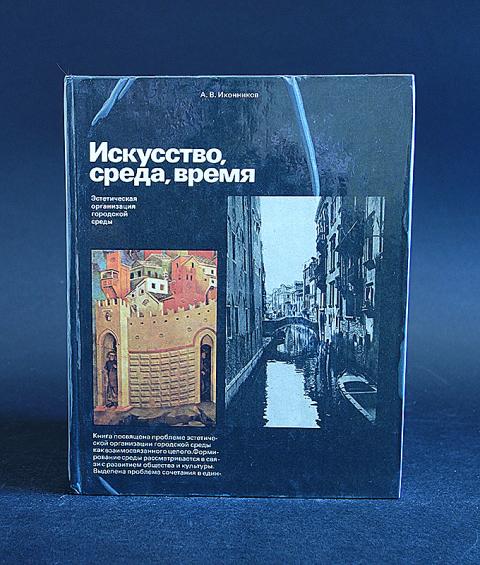 А. В. Иконников
Искусство,
среда, время
Эстетическая
организация
городской
среды
Книга посвящена проблеме эстетиче-
ской организации городской среды
как взаимосвязанного целого. Форми-
рование среды рассматривается в свя-
зи с развитием общества и культуры.
Выделена проблема сочетания в един-